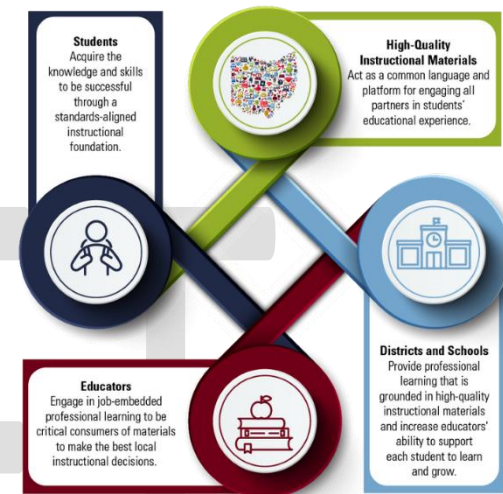 Students
Acquire the
knowledge and skills
to be successful
through a
standards-aligned
instructional
foundation.
High-Quality
Instructional Materials
Act as a common language and
platform for engaging all
partners in students'
educational experience.
Educators
Engage in job-embedded
professional learning to be
critical consumers of materials
to make the best local
instructional decisions.
Districts and Schools
Provide professional
learning that is
grounded in high-quality
instructional materials
and increase educators'
ability to support
each student to learn
and grow.